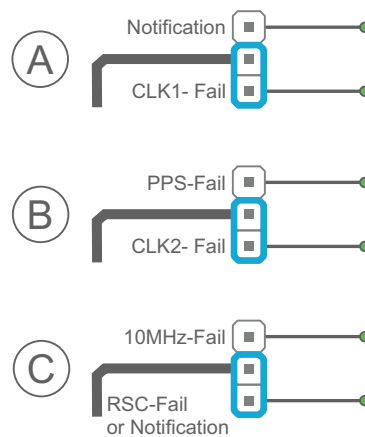 Notification
A
CLK1- Fail
PPS-Fail
B
CLK2- Fail
10MHz-Fail
C
RSC-Fail
or Notification